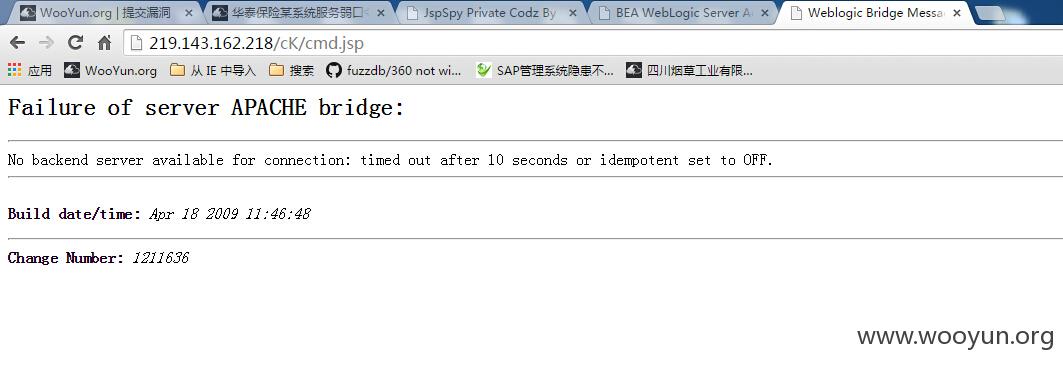 WooYun.org | 提交漏洞
华泰保险某系统服务弱口
JspSpy Private Codz By
BEA WebLogic Server A
Weblogic Bridge Messa
219.143.162.218/cK/cmd.jsp
应用
WooYun.org
从 IE 中导入
搜索
fuzzdb/360 not wi...
SAP管理系统隐患不...
四川烟草工业有限...
Failure of server APACHE bridge:
No backend server available for connection: timed out after 10 seconds or idempotent set to OFF.
Build date/time: Apr 18 2009 11:46:48
Change Number: 1211636
www.wooyun.org